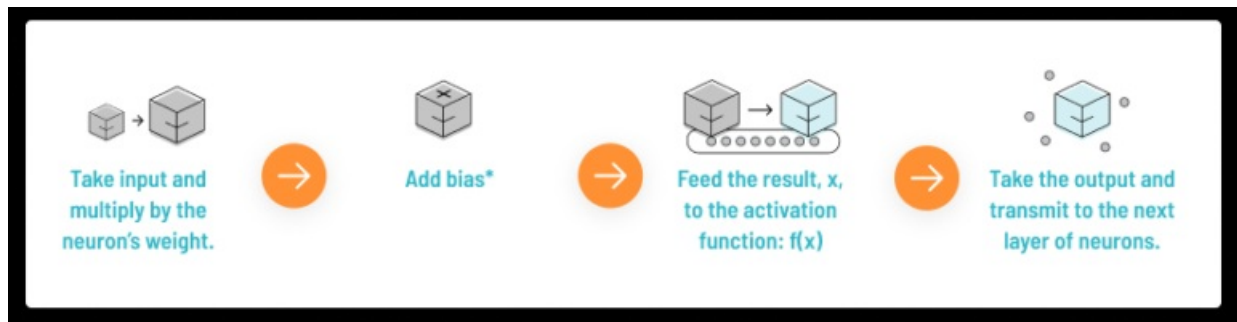 Take input and
multiply by the
neuron's weight.
Add bias*
Feed the result, x,
to the activation
function: f(x)
Take the output and
transmit to the next
layer of neurons.